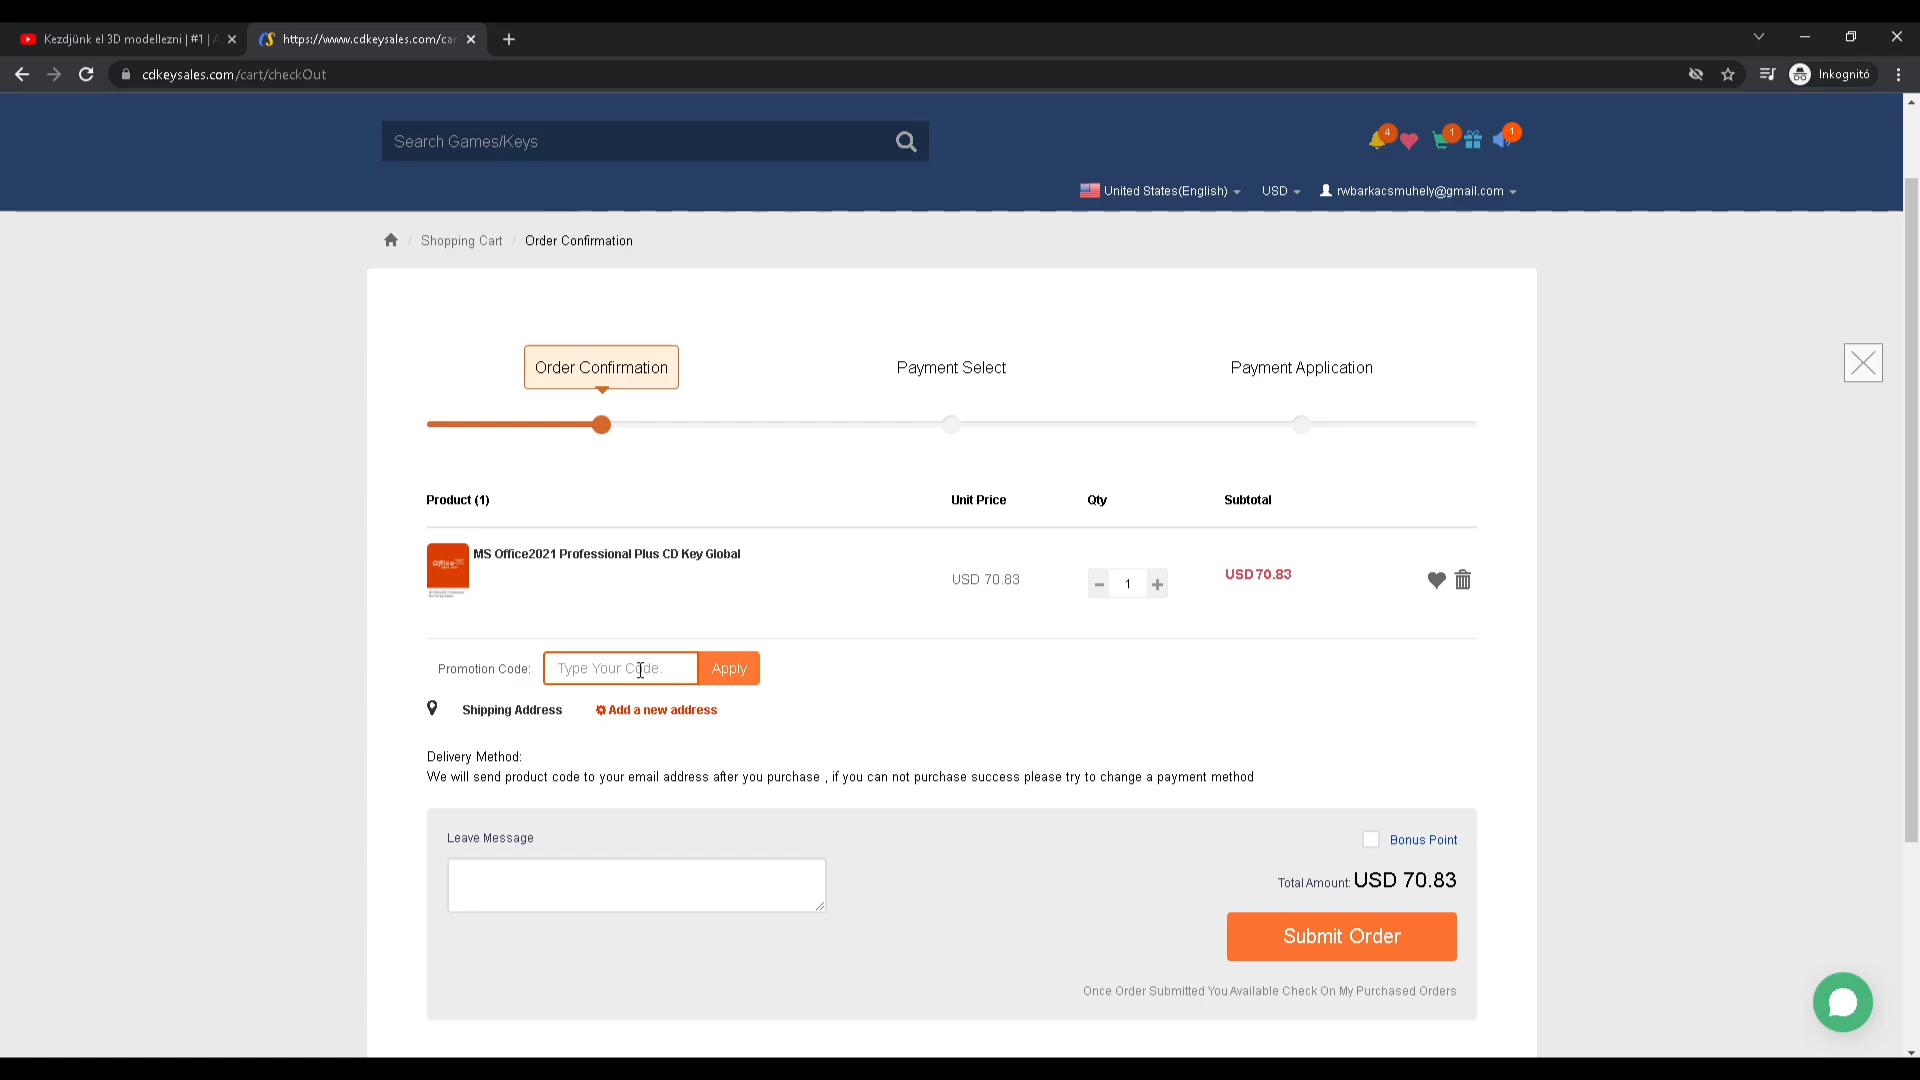 Kezdjünk el 3D modellezni | #1 |
https://www.cdkeysales.com/car
cdkeysales.com/cart/checkOut
Inkognitó
Search Games/Keys
4
1
1
United States(English)
USD
rwbarkacsmuhely@gmail.com
/ Shopping Cart / Order Confirmation
Order Confirmation
Payment Select
Payment Application
Product (1)
Unit Price
Qty
Subtotal
Office
MS Office2021 Professional Plus CD Key Global
USD 70.83
1
USD70.83
Promotion Code:
Type Your Code.
Apply
Shipping Address
Add a new address
Delivery Method:
We will send product code to your email address after you purchase , if you can not purchase success please try to change a payment method
Leave Message
Bonus Point
Total Amount: USD 70.83
Submit Order
Once Order Submitted You Available Check On My Purchased Orders